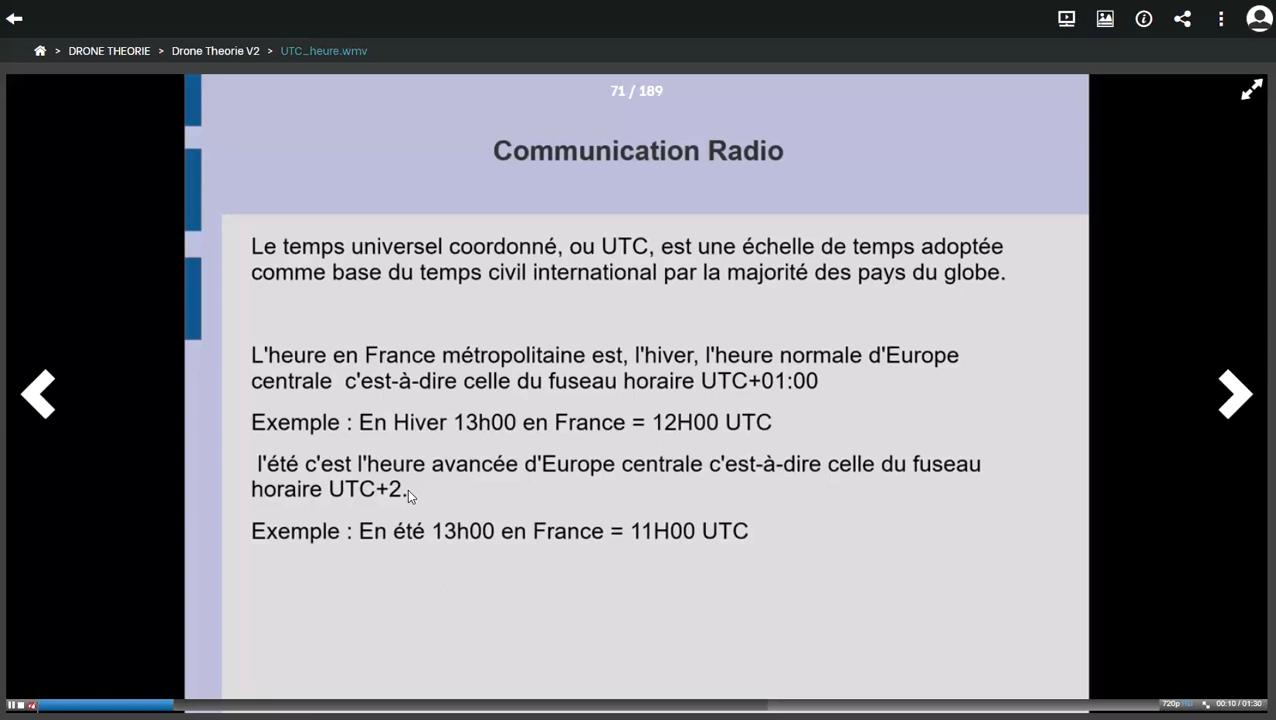 > DRONE THEORIE > Drone Theorie V2 > UTC_heure.wmv
71 / 189
Communication Radio
Le temps universel coordonné, ou UTC, est une échelle de temps adoptée
comme base du temps civil international par la majorité des pays du globe.
L'heure en France métropolitaine est, l'hiver, l'heure normale d'Europe
centrale c'est-à-dire celle du fuseau horaire UTC+01:00
Exemple : En Hiver 13h00 en France = 12H00 UTC
l'été c'est l'heure avancée d'Europe centrale c'est-à-dire celle du fuseau
horaire UTC+2.
Exemple : En été 13h00 en France = 11H00 UTC
720p HD 00:10 / 01:30